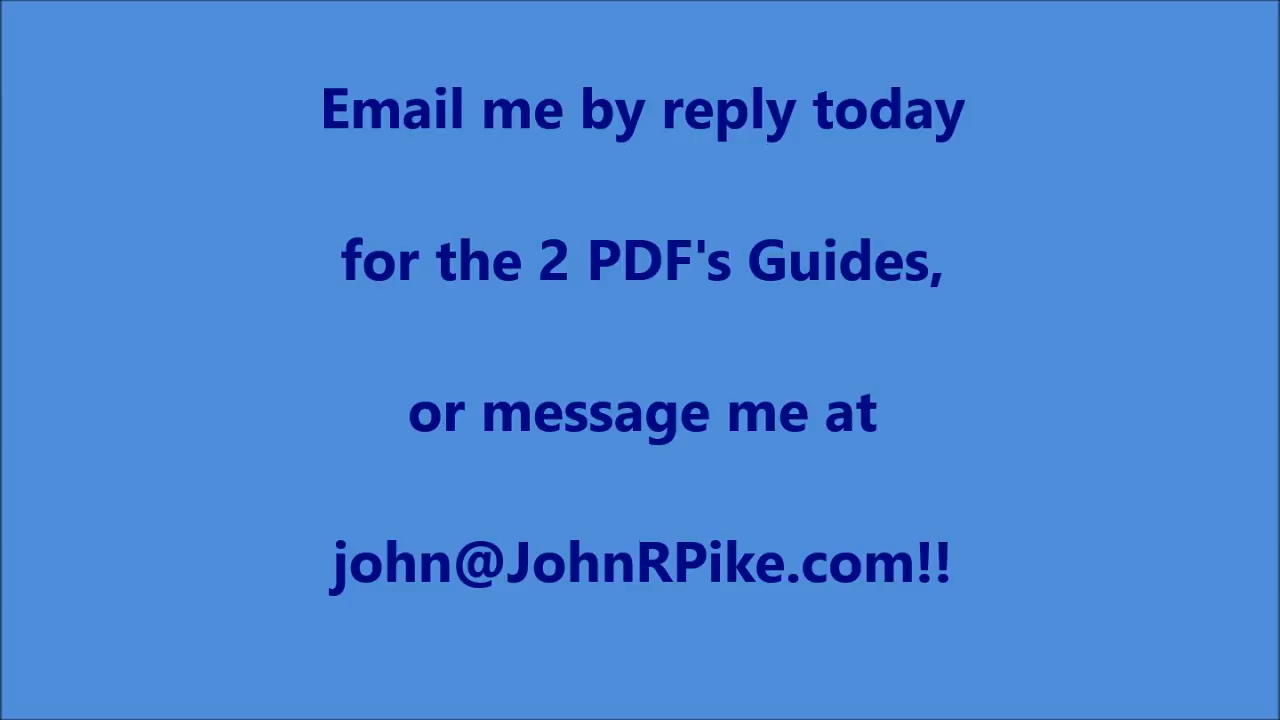 Email me by reply today
for the 2 PDF's Guides,
or message me at
john@JohnRPike.com!!